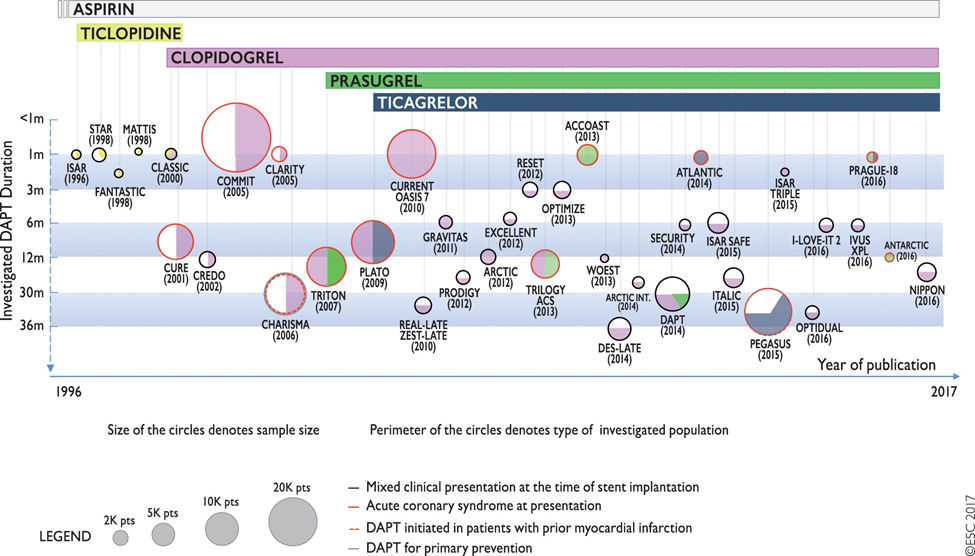 ASPIRIN
TICLOPIDINE
CLOPIDOGREL
PRASUGREL
TICAGRELOR
Investigated DAPT Duration
<1m
1m
3m
6m
12m
30m
36m
ISAR
(1996)
STAR
(1998)
FANTASTIC
(1998)
MATTIS
(1998)
CLASSIC
(2000)
COMMIT
(2005)
CLARITY
(2005)
CURE
(2001)
CREDO
(2002)
CHARISMA
(2006)
TRITON
(2007)
PLATO
(2009)
CURRENT
OASIS 7
(2010)
REAL-LATE
ZEST-LATE
(2010)
GRAVITAS
(2011)
PRODIGY
(2012)
ARCTIC
(2012)
EXCELLENT
(2012)
RESET
(2012)
OPTIMIZE
(2013)
TRILOGY
ACS
(2013)
ACCOAST
(2013)
WOEST
(2013)
DES-LATE
(2014)
ARCTIC INT.
(2014)
DAPT
(2014)
SECURITY
(2014)
ATLANTIC
(2014)
ISAR SAFE
(2015)
ITALIC
(2015)
PEGASUS
(2015)
ISAR
TRIPLE
(2015)
OPTIDUAL
(2016)
I-LOVE-IT 2
(2016)
IVUS
XPL
(2016)
PRAGUE-18
(2016)
ANTARCTIC
(2016)
NIPPON
(2016)
Year of publication
1996
2017
Size of the circles denotes sample size
Perimeter of the circles denotes type of investigated population
LEGEND
2K pts
5K pts
10K pts
20K pts
Mixed clinical presentation at the time of stent implantation
Acute coronary syndrome at presentation
DAPT initiated in patients with prior myocardial infarction
DAPT for primary prevention
©ESC 2017